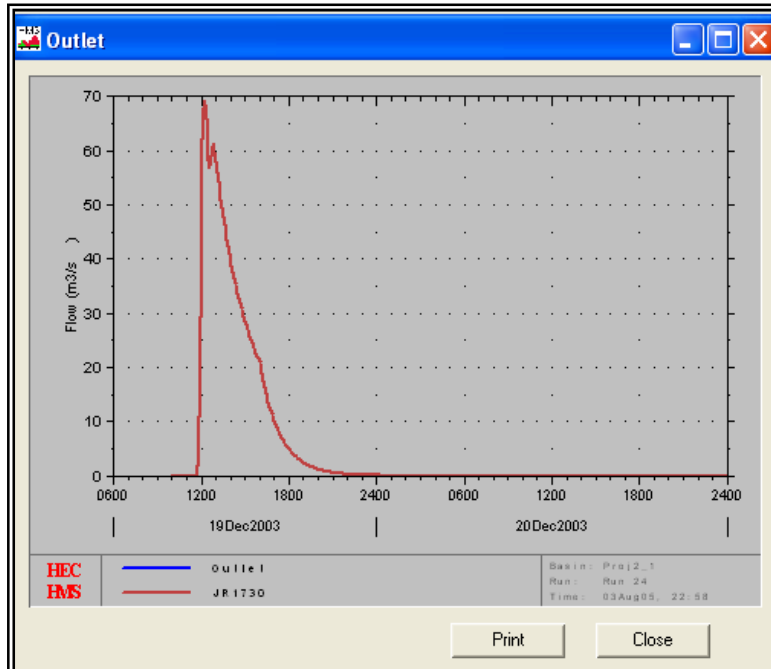 Outlet
70
60
50
40
30
20
10
0
Flow (m3/s )
0600 1200 1800 2400 0600 1200 1800 2400
19Dec2003 20Dec2003
HEC
HMS
Outlet
JR1730
Basin: Proj2_1
Run: Run 24
Time: 03Aug05, 22:58
Print Close